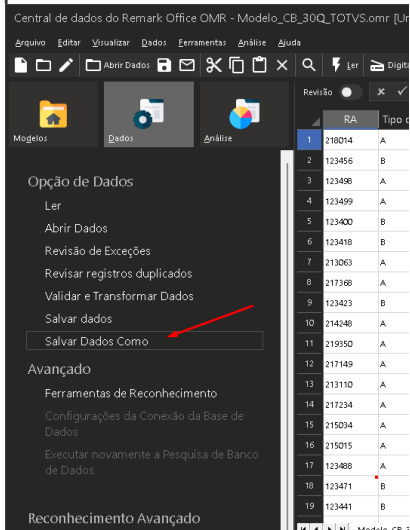 Central de dados do Remark Office OMR - Modelo_CB_30Q_TOTVS.omr [Un
Arquivo Editar Visualizar Dados Ferramentas Análise Ajuda
Abrir Dados Ler Digita
Modelos Dados Análise
Revisão
RA Tipo d
Opção de Dados
Ler
Abrir Dados
Revisão de Exceções
Revisar registros duplicados
Validar e Transformar Dados
Salvar dados
Salvar Dados Como
Avançado
Ferramentas de Reconhecimento
Configurações da Conexão da Base de
Dados
Executar novamente a Pesquisa de Banco
de Dados
Reconhecimento Avançado
1 218014 A
2 123456 B
3 123498 A
4 123499 A
5 123400 B
6 123418 B
7 213063 A
8 217368 A
9 123423 B
10 214248 A
11 219350 A
12 217149 A
13 213110 A
14 217234 A
15 215034 A
16 215015 A
17 123488 A
18 123471 B
19 123441 B